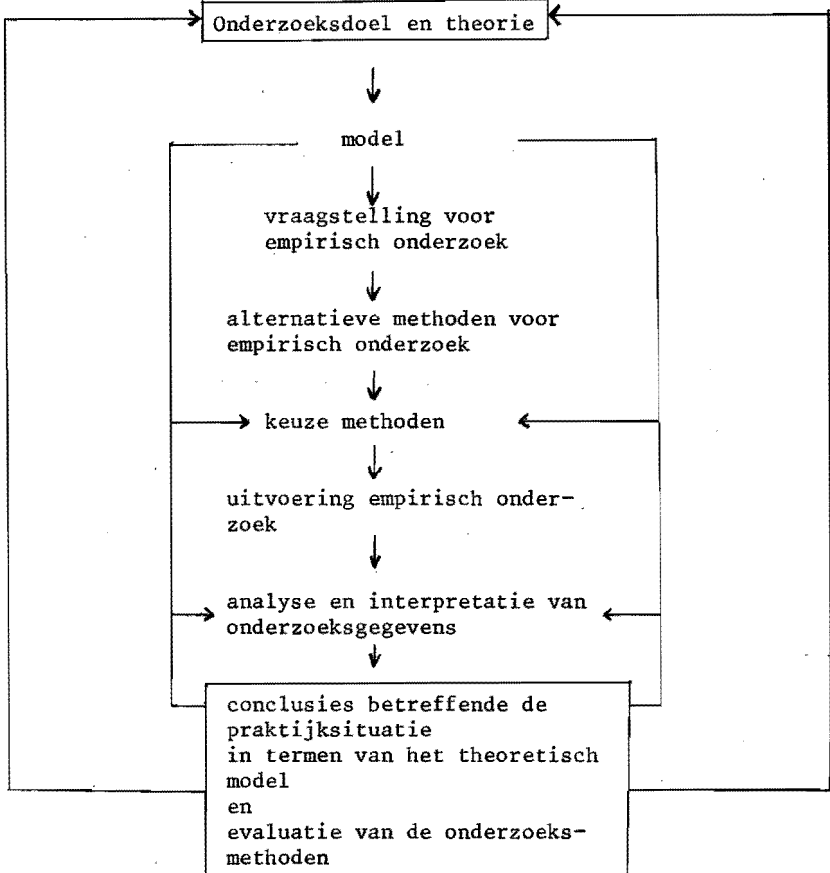 Onderzoeksdoel en theorie
model
vraagstelling voor
empirisch onderzoek
alternatieve methoden voor
empirisch onderzoek
keuze methoden
uitvoering empirisch onder-
zoek
analyse en interpretatie van
onderzoeksgegevens
conclusies betreffende de
praktijksituatie
in termen van het theoretisch
model
en
evaluatie van de onderzoeks-
methoden